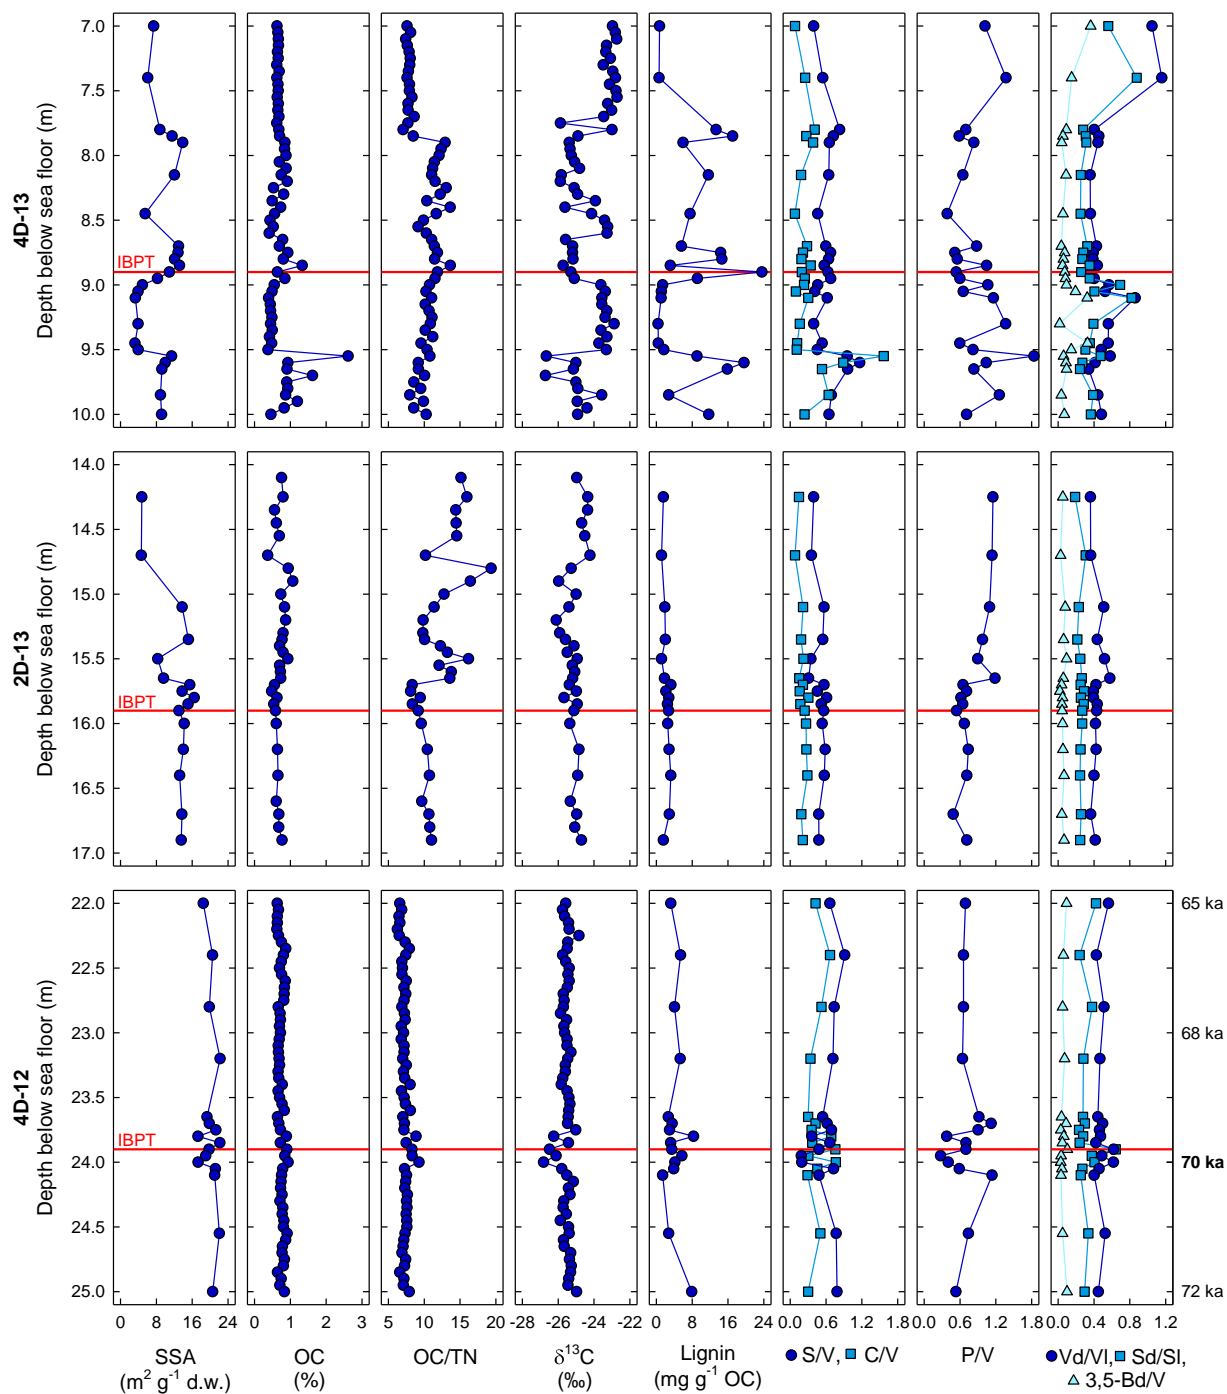 7.0
7.5
8.0
8.5
9.0
9.5
10.0
4D-13
Depth below sea floor (m)
IBPT
14.0
14.5
15.0
15.5
16.0
16.5
17.0
2D-13
Depth below sea floor (m)
IBPT
22.0
22.5
23.0
23.5
24.0
24.5
25.0
4D-12
Depth below sea floor (m)
IBPT
65 ka
68 ka
70 ka
72 ka
0 8 16 24
0 1 2 3
5 10 15 20
-28 -26 -24 -22
0 8 16 24
0.0 0.6 1.2 1.8
0.0 0.6 1.2 1.8
0.0 0.4 0.8 1.2
SSA
(m² g⁻¹ d.w.)
OC
(%)
OC/TN
δ¹³C
(‰)
Lignin
(mg g⁻¹ OC)
S/V, C/V
P/V
Vd/Vl, Sd/Sl,
3,5-Bd/V